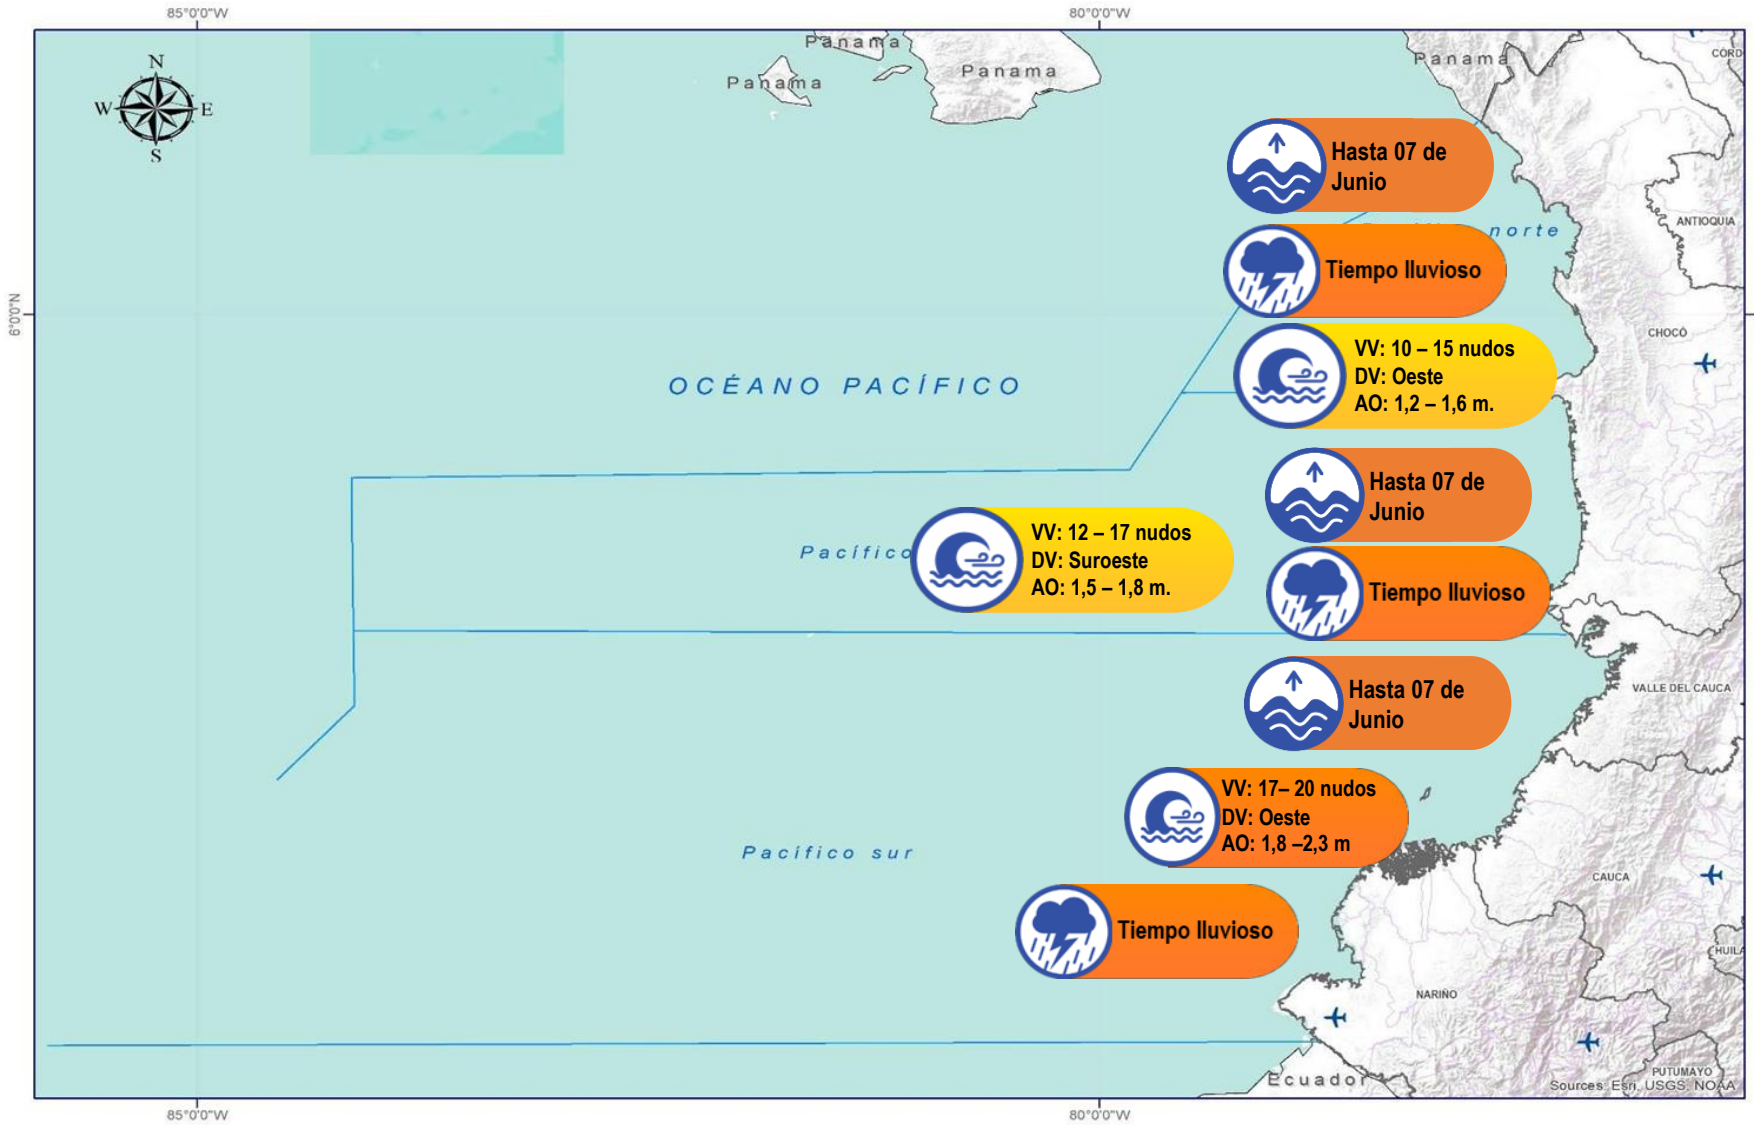 85°0'0"W
80°0'0"W
N
W
E
S
Panama
Panama
Panama
Panama
CÓRD
Hasta 07 de
Junio
ANTIOQUIA
norte
Tiempo lluvioso
6°0'0"N
CHOCÓ
VV: 10 – 15 nudos
DV: Oeste
AO: 1,2 – 1,6 m.
OCÉANO PACÍFICO
Hasta 07 de
Junio
Pacífico
VV: 12 – 17 nudos
DV: Suroeste
AO: 1,5 – 1,8 m.
Tiempo lluvioso
Hasta 07 de
Junio
VALLE DEL CAUCA
VV: 17– 20 nudos
DV: Oeste
AO: 1,8 –2,3 m
Pacífico sur
CAUCA
Tiempo lluvioso
HUILA
NARIÑO
PUTUMAYO
Ecuador
Sources: Esri, USGS, NOAA
85°0'0"W
80°0'0"W